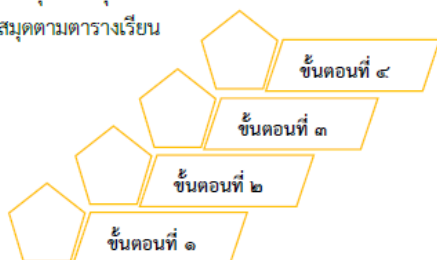 สมุดตามตารางเรียน
ขั้นตอนที่ ๔
ขั้นตอนที่ ๓
ขั้นตอนที่ ๒
ขั้นตอนที่ ๑